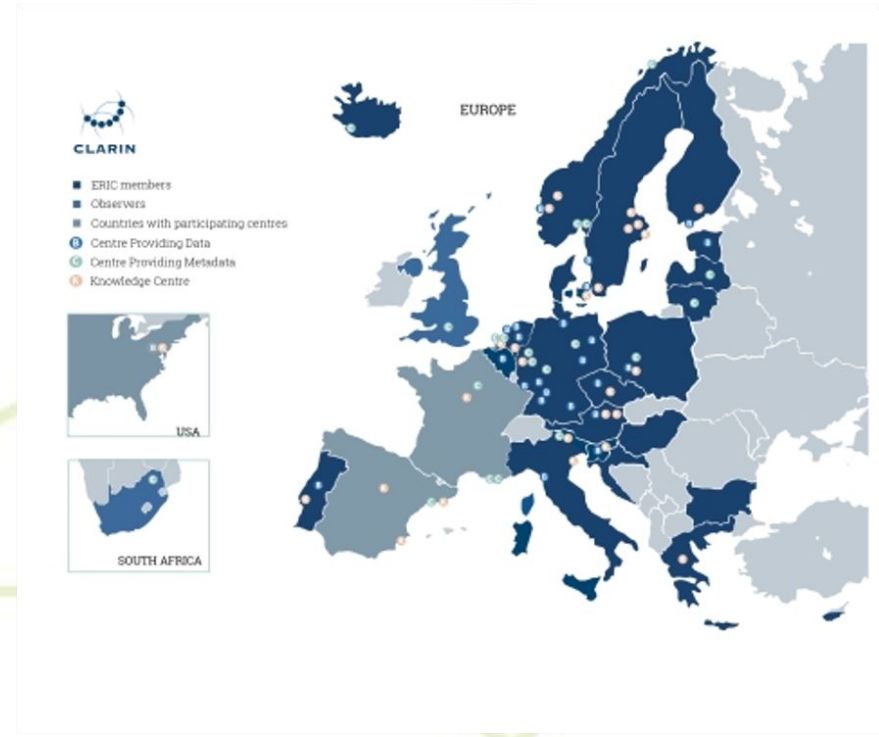 EUROPE
CLARIN
ERIC members
Observers
Countries with participating centres
B Centre Providing Data
C Centre Providing Metadata
K Knowledge Centre
USA
SOUTH AFRICA